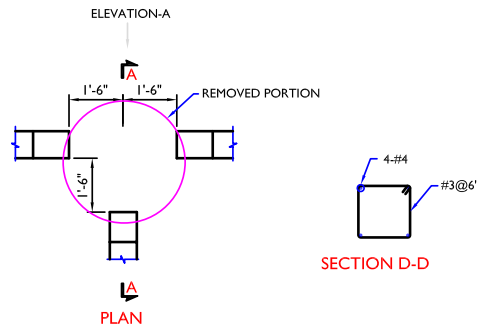 ELEVATION-A
A
1'-6" 1'-6"
REMOVED PORTION
1'-6"
A
PLAN
4-#4
#3@6'
SECTION D-D